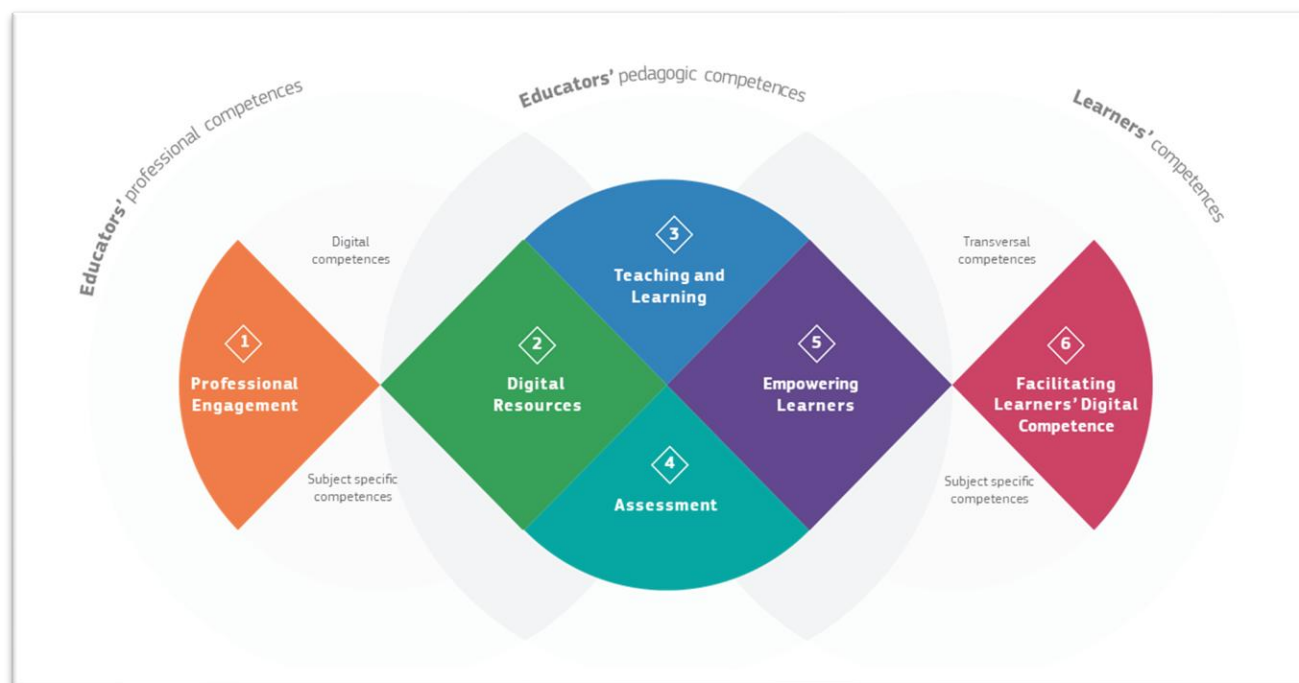 Educators' professional competences
Educators' pedagogic competences
Learners' competences
Digital
competences
Transversal
competences
1
Professional
Engagement
2
Digital
Resources
3
Teaching and
Learning
4
Assessment
5
Empowering
Learners
6
Facilitating
Learners' Digital
Competence
Subject specific
competences
Subject specific
competences